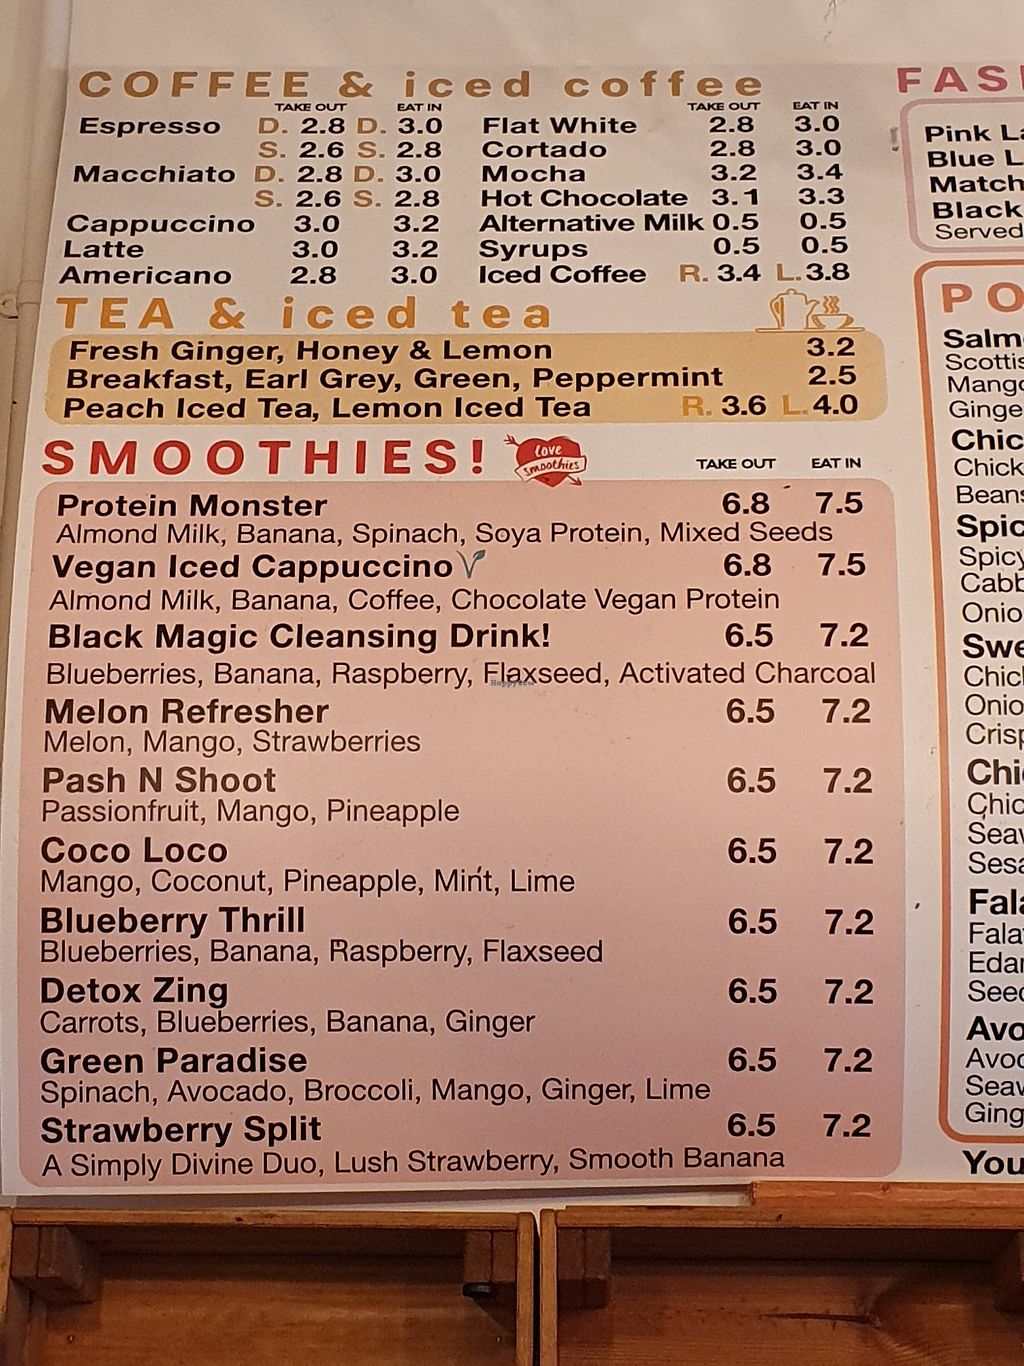 COFFEE & iced coffee
TAKE OUT EAT IN TAKE OUT EAT IN
Espresso D. 2.8 D. 3.0 Flat White 2.8 3.0
S. 2.6 S. 2.8 Cortado 2.8 3.0
Macchiato D. 2.8 D. 3.0 Mocha 3.2 3.4
S. 2.6 S. 2.8 Hot Chocolate 3.1 3.3
Cappuccino 3.0 3.2 Alternative Milk 0.5 0.5
Latte 3.0 3.2 Syrups 0.5 0.5
Americano 2.8 3.0 Iced Coffee R. 3.4 L. 3.8
TEA & iced tea
Fresh Ginger, Honey & Lemon 3.2
Breakfast, Earl Grey, Green, Peppermint 2.5
Peach Iced Tea, Lemon Iced Tea R. 3.6 L. 4.0
SMOOTHIES! love smoothies TAKE OUT EAT IN
Protein Monster 6.8 7.5
Almond Milk, Banana, Spinach, Soya Protein, Mixed Seeds
Vegan Iced Cappuccino 6.8 7.5
Almond Milk, Banana, Coffee, Chocolate Vegan Protein
Black Magic Cleansing Drink! 6.5 7.2
Blueberries, Banana, Raspberry, Flaxseed, Activated Charcoal
HappyCow
Melon Refresher 6.5 7.2
Melon, Mango, Strawberries
Pash N Shoot 6.5 7.2
Passionfruit, Mango, Pineapple
Coco Loco 6.5 7.2
Mango, Coconut, Pineapple, Mint, Lime
Blueberry Thrill 6.5 7.2
Blueberries, Banana, Raspberry, Flaxseed
Detox Zing 6.5 7.2
Carrots, Blueberries, Banana, Ginger
Green Paradise 6.5 7.2
Spinach, Avocado, Broccoli, Mango, Ginger, Lime
Strawberry Split 6.5 7.2
A Simply Divine Duo, Lush Strawberry, Smooth Banana
Pink
Blue
Black
Served
You